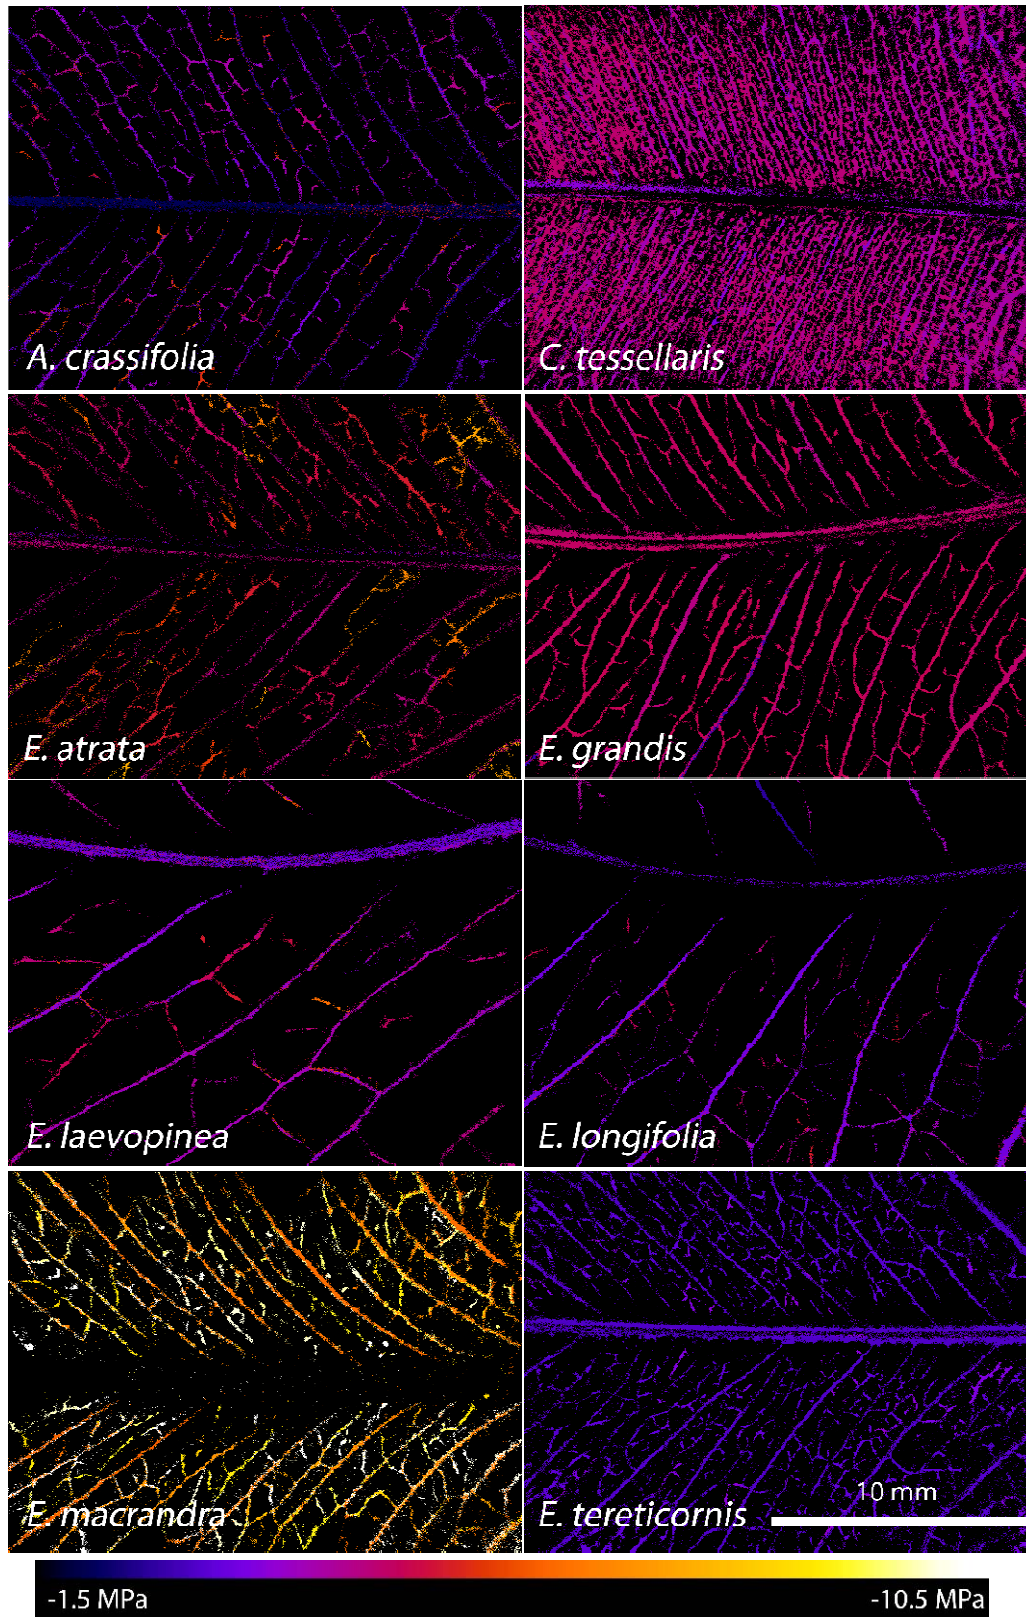 A. crassifolia
C. tessellaris
E. atrata
E. grandis
E. laevopinea
E. longifolia
E. macrandra
E. tereticornis
10 mm
-1.5 MPa
-10.5 MPa